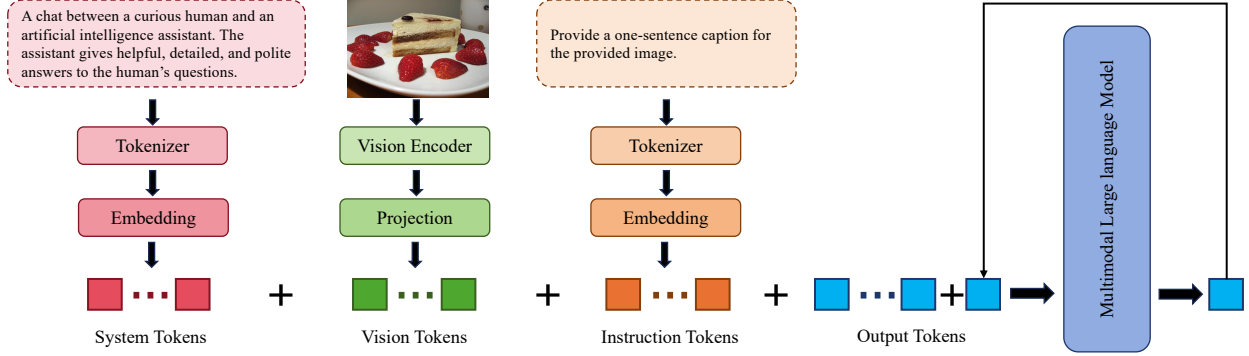 A chat between a curious human and an
artificial intelligence assistant. The
assistant gives helpful, detailed, and polite
answers to the human's questions.
Provide a one-sentence caption for
the provided image.
Tokenizer
Vision Encoder
Tokenizer
Embedding
Projection
Embedding
Multimodal Large language Model
+
+
+
+
System Tokens
Vision Tokens
Instruction Tokens
Output Tokens